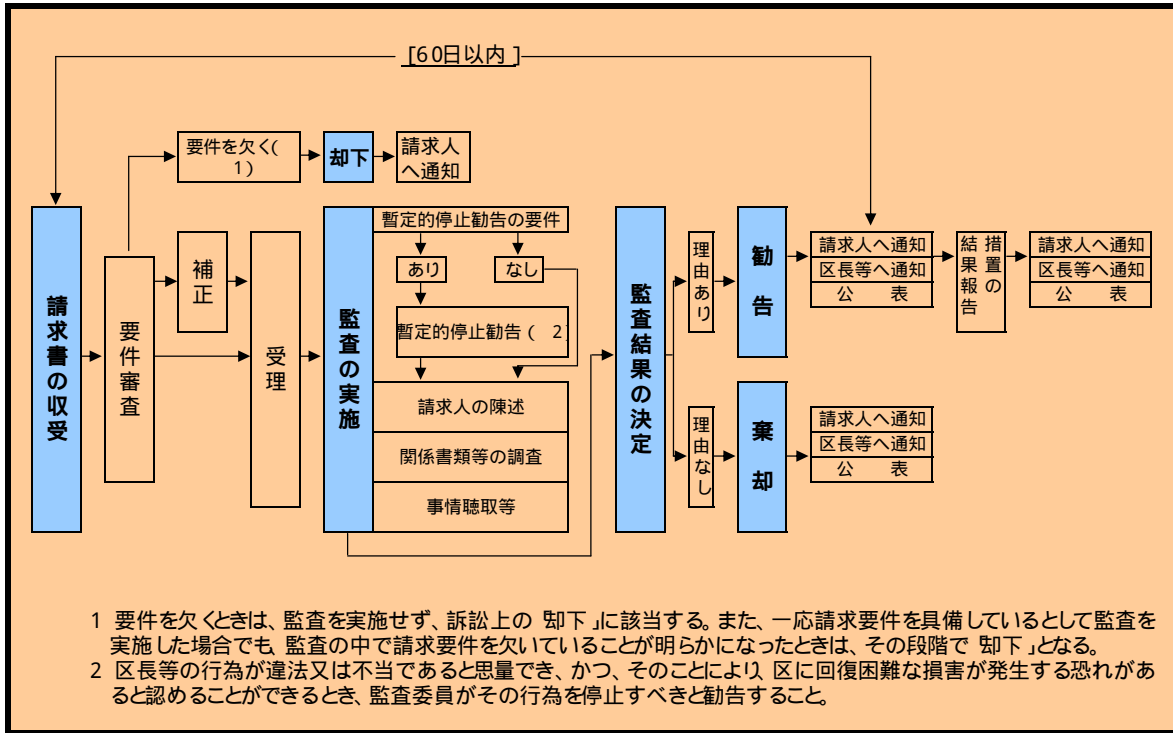 [60日以内 ]
要件を欠く(
1)
却下
請求人
へ通知
請求書の収受
要件審査
補正
受理
監査の実施
暫定的停止勧告の要件
あり
なし
暫定的停止勧告 ( 2)
請求人の陳述
関係書類等の調査
事情聴取等
監査結果の決定
理由あり
勧告
請求人へ通知
区長等へ通知
公 表
措置の
結果報告
請求人へ通知
区長等へ通知
公 表
理由なし
棄却
請求人へ通知
区長等へ通知
公 表
1 要件を欠くときは、監査を実施せず、訴訟上の「却下」に該当する。また、一応請求要件を具備しているとして監査を
実施した場合でも、監査の中で請求要件を欠いていることが明らかになったときは、その段階で「却下」となる。
2 区長等の行為が違法又は不当であると思量でき、かつ、そのことにより、区に回復困難な損害が発生する恐れがあ
ると認めることができるとき、監査委員がその行為を停止すべきと勧告すること。